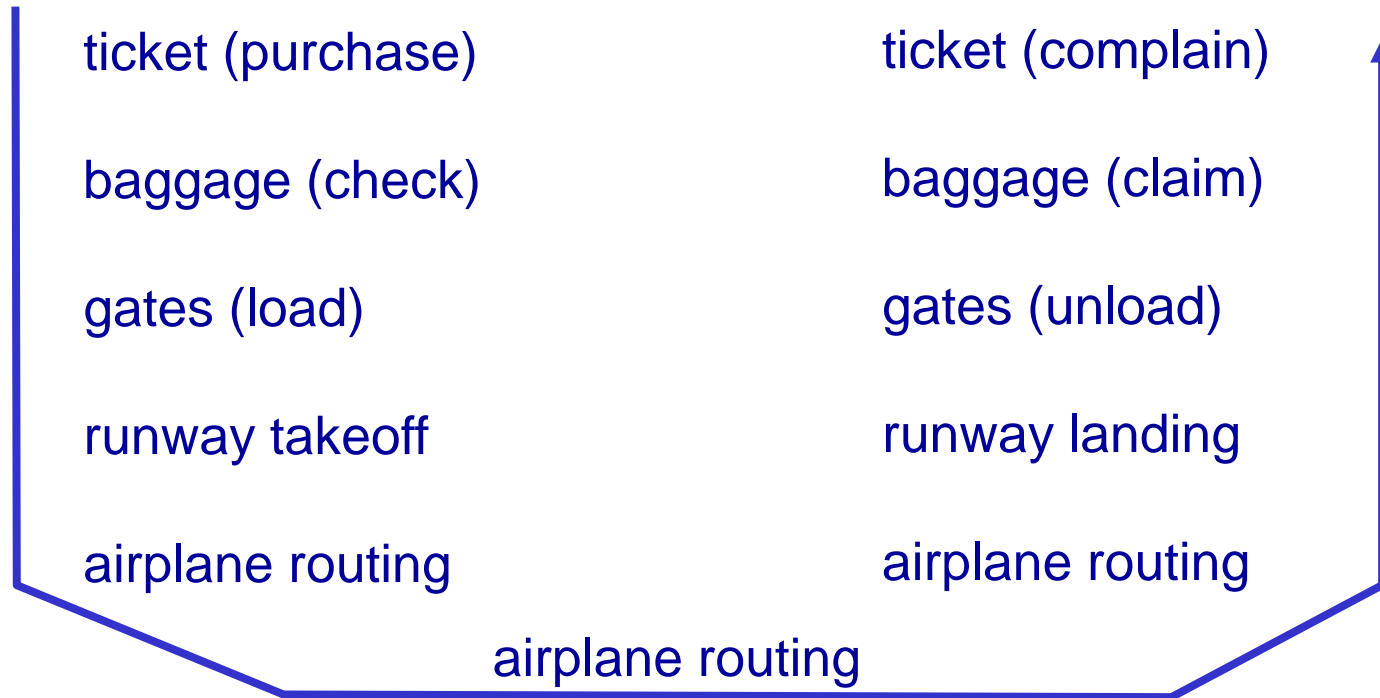 ticket (purchase)
baggage (check)
gates (load)
runway takeoff
airplane routing
airplane routing
ticket (complain)
baggage (claim)
gates (unload)
runway landing
airplane routing